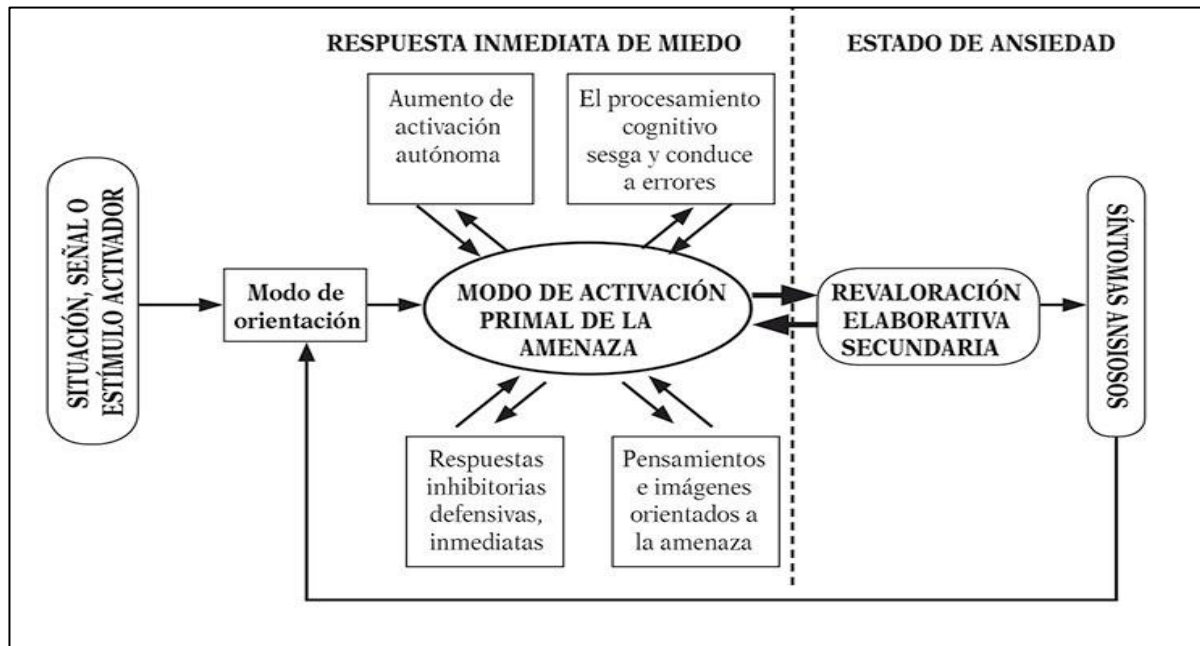 RESPUESTA INMEDIATA DE MIEDO
ESTADO DE ANSIEDAD
Aumento de
activación
autónoma
El procesamiento
cognitivo
sesga y conduce
a errores
SITUACIÓN, SEÑAL O
ESTÍMULO ACTIVADOR
Modo de
orientación
MODO DE ACTIVACIÓN
PRIMAL DE LA
AMENAZA
REVALORACIÓN
ELABORATIVA
SECUNDARIA
SÍNTOMAS ANSIOSOS
Respuestas
inhibitorias
defensivas,
inmediatas
Pensamientos
e imágenes
orientados a
la amenaza